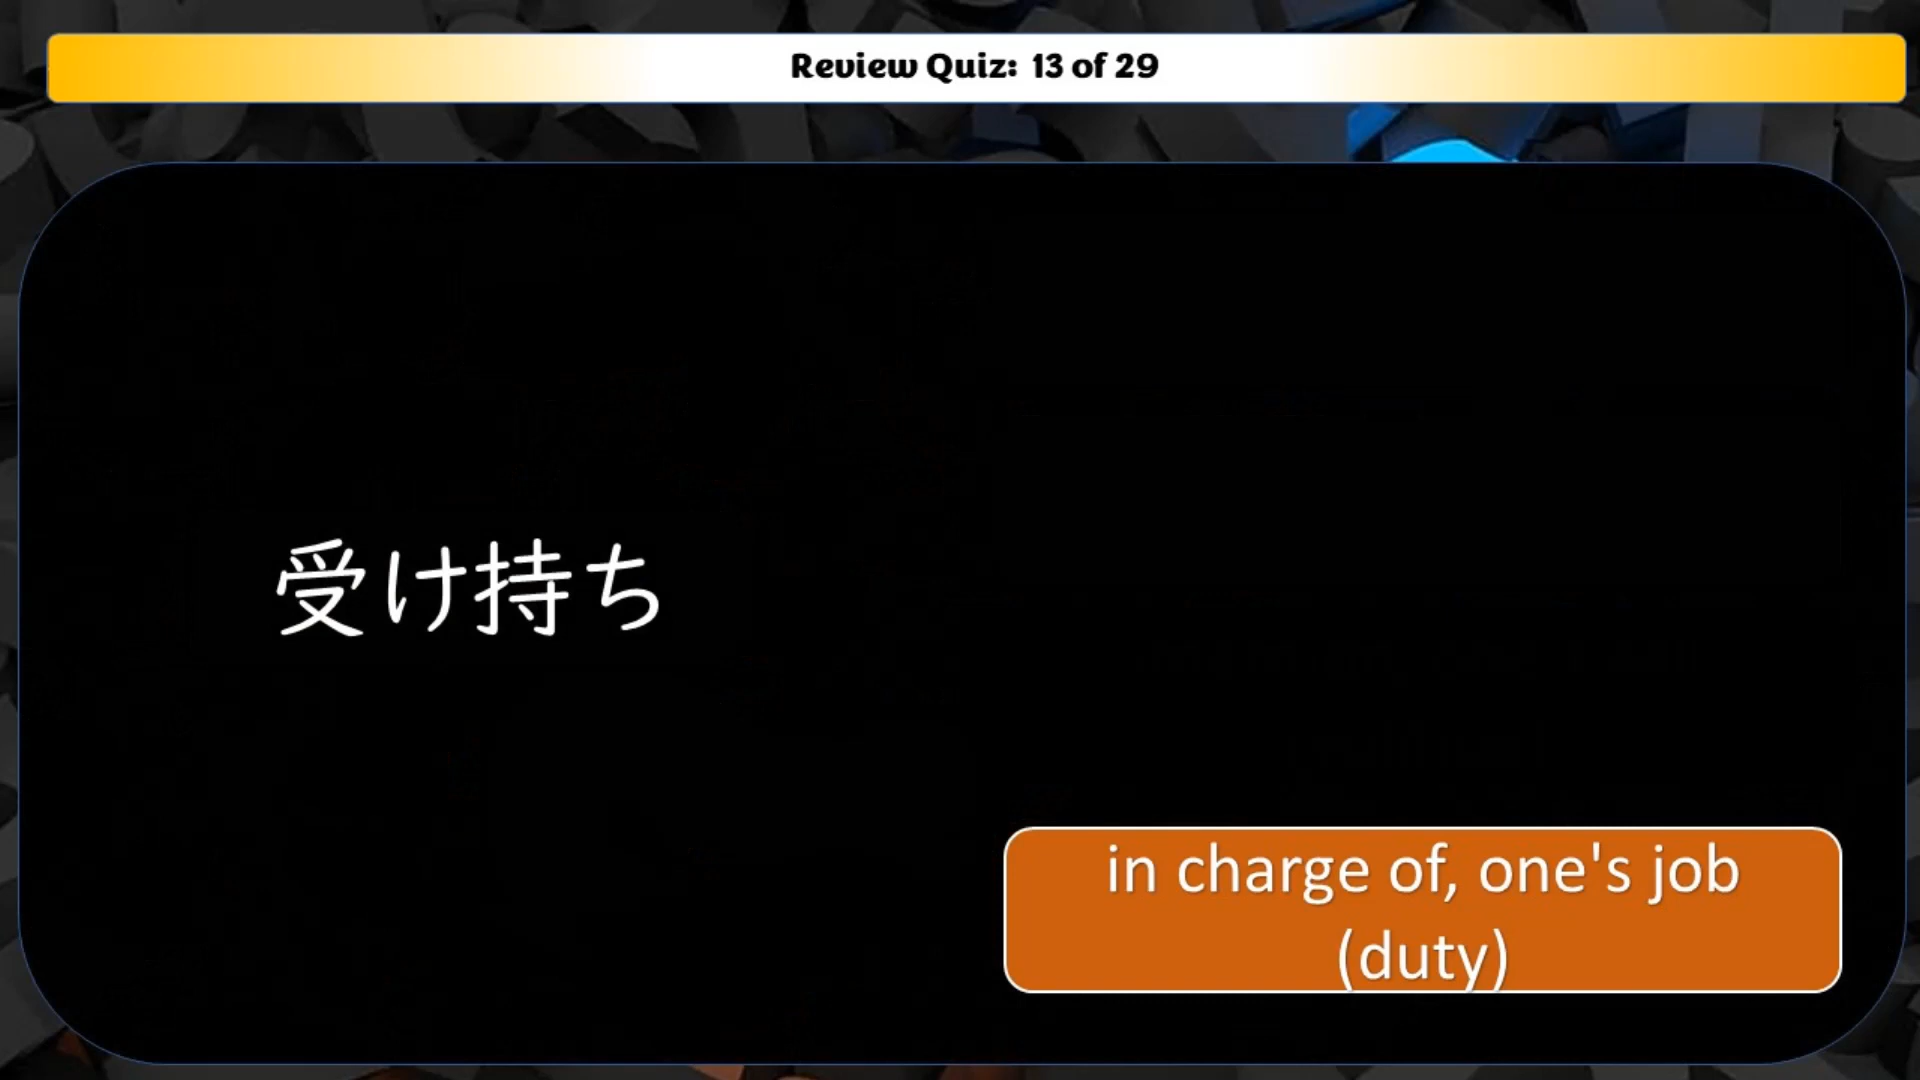 Review Quiz: 13 of 29
受け持ち
in charge of, one's job
(duty)